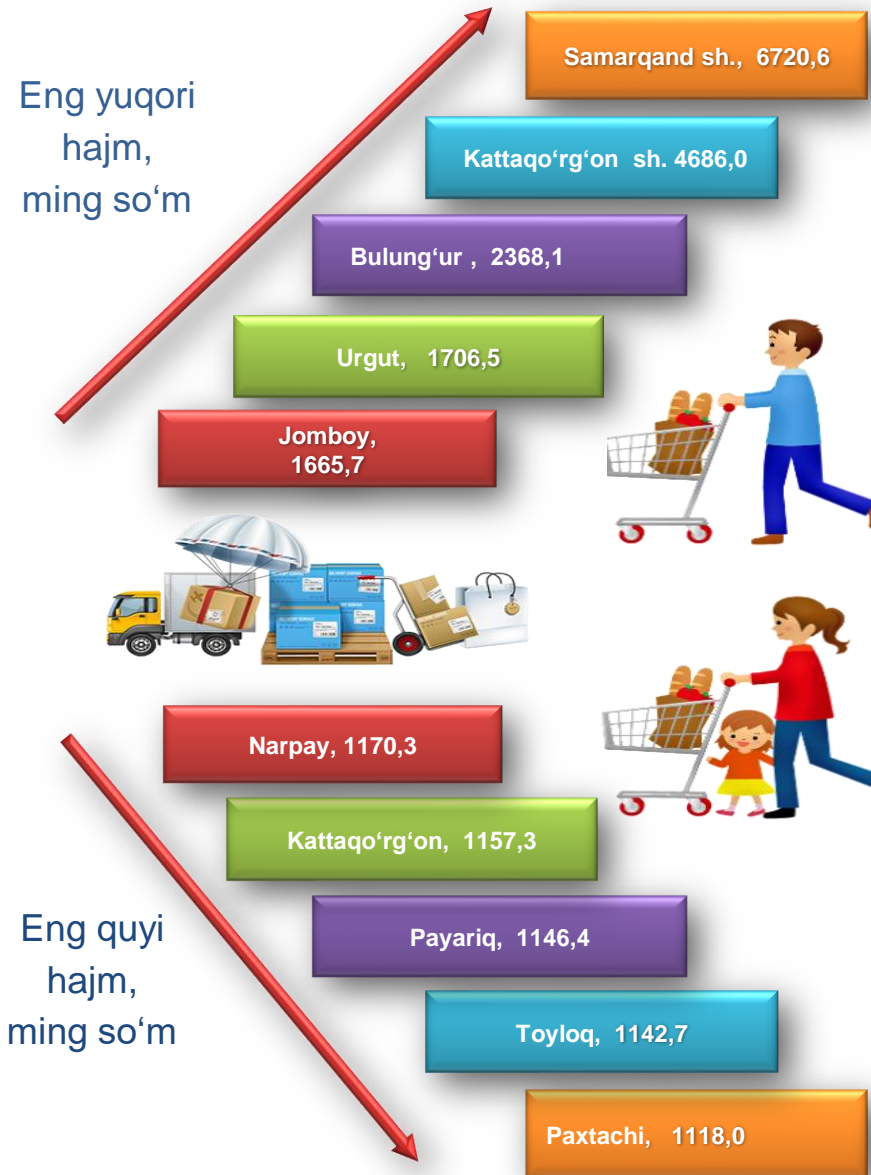 Eng yuqori
hajm,
ming so‘m
Samarqand sh., 6720,6
Kattaqo‘rg‘on sh. 4686,0
Bulung‘ur , 2368,1
Urgut, 1706,5
Jomboy,
1665,7
Narpay, 1170,3
Kattaqo‘rg‘on, 1157,3
Payariq, 1146,4
Toyloq, 1142,7
Paxtachi, 1118,0
Eng quyi
hajm,
ming so‘m